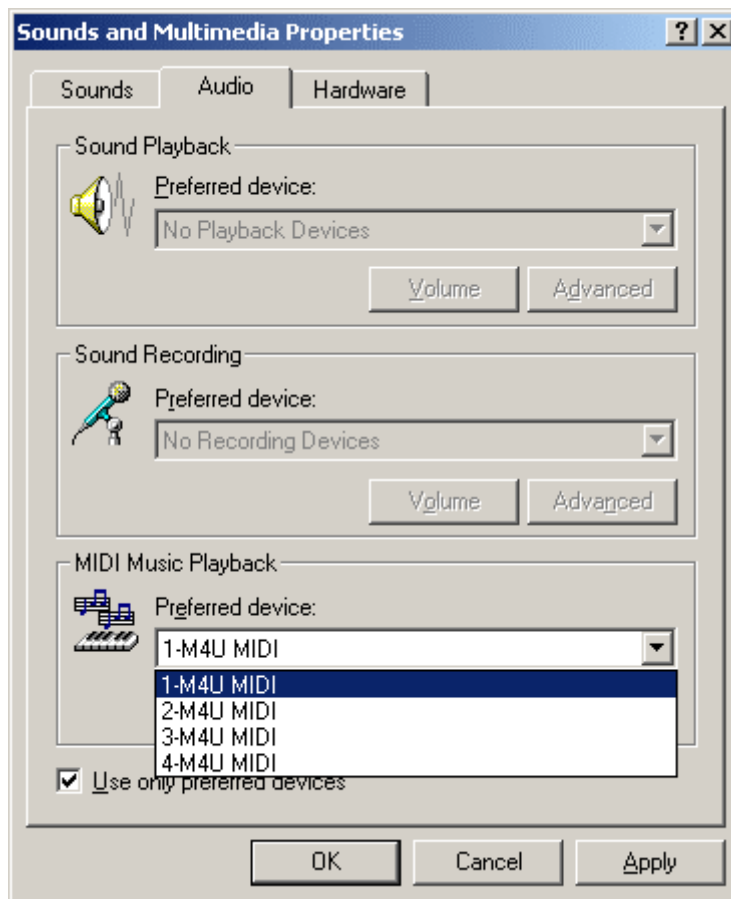 Sounds and Multimedia Properties
Sounds Audio Hardware
Sound Playback
Preferred device:
No Playback Devices
Volume Advanced
Sound Recording
Preferred device:
No Recording Devices
Volume Advanced
MIDI Music Playback
Preferred device:
1-M4U MIDI
1-M4U MIDI
2-M4U MIDI
3-M4U MIDI
4-M4U MIDI
Use only preferred devices
OK Cancel Apply